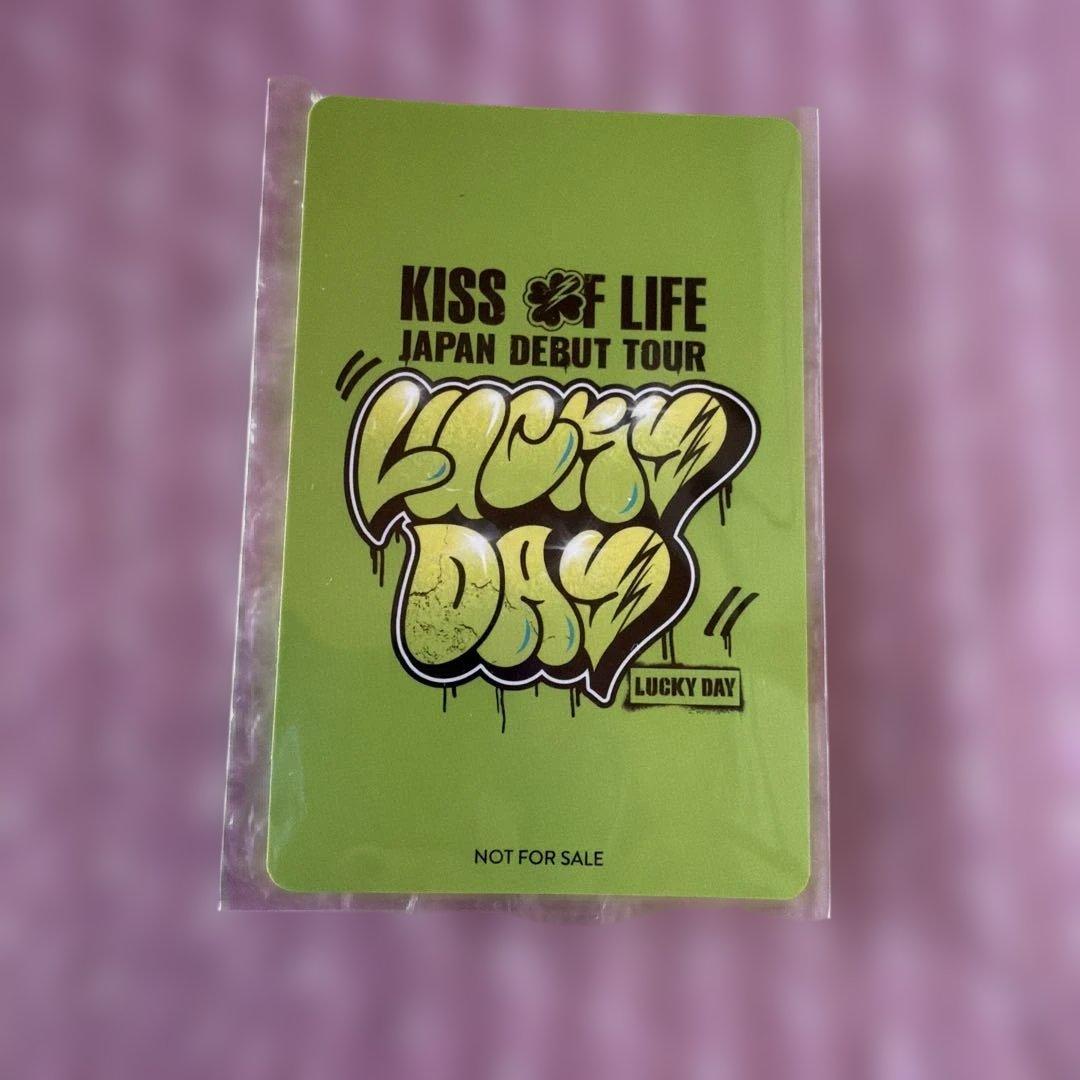 KISS OF LIFE
JAPAN DEBUT TOUR
LUCKY
DAY
LUCKY DAY
NOT FOR SALE